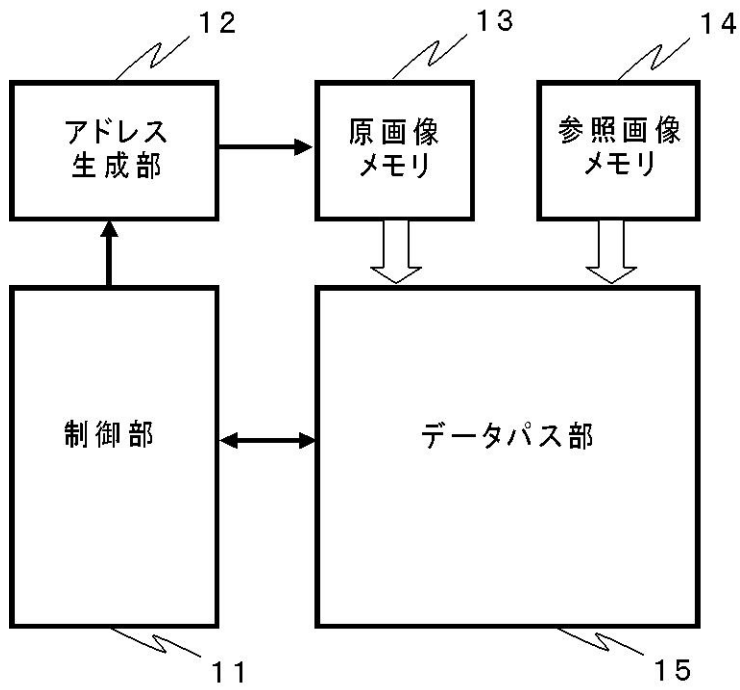 １２
１３
１４
アドレス
生成部
原画像
メモリ
参照画像
メモリ
制御部
データパス部
１１
１５